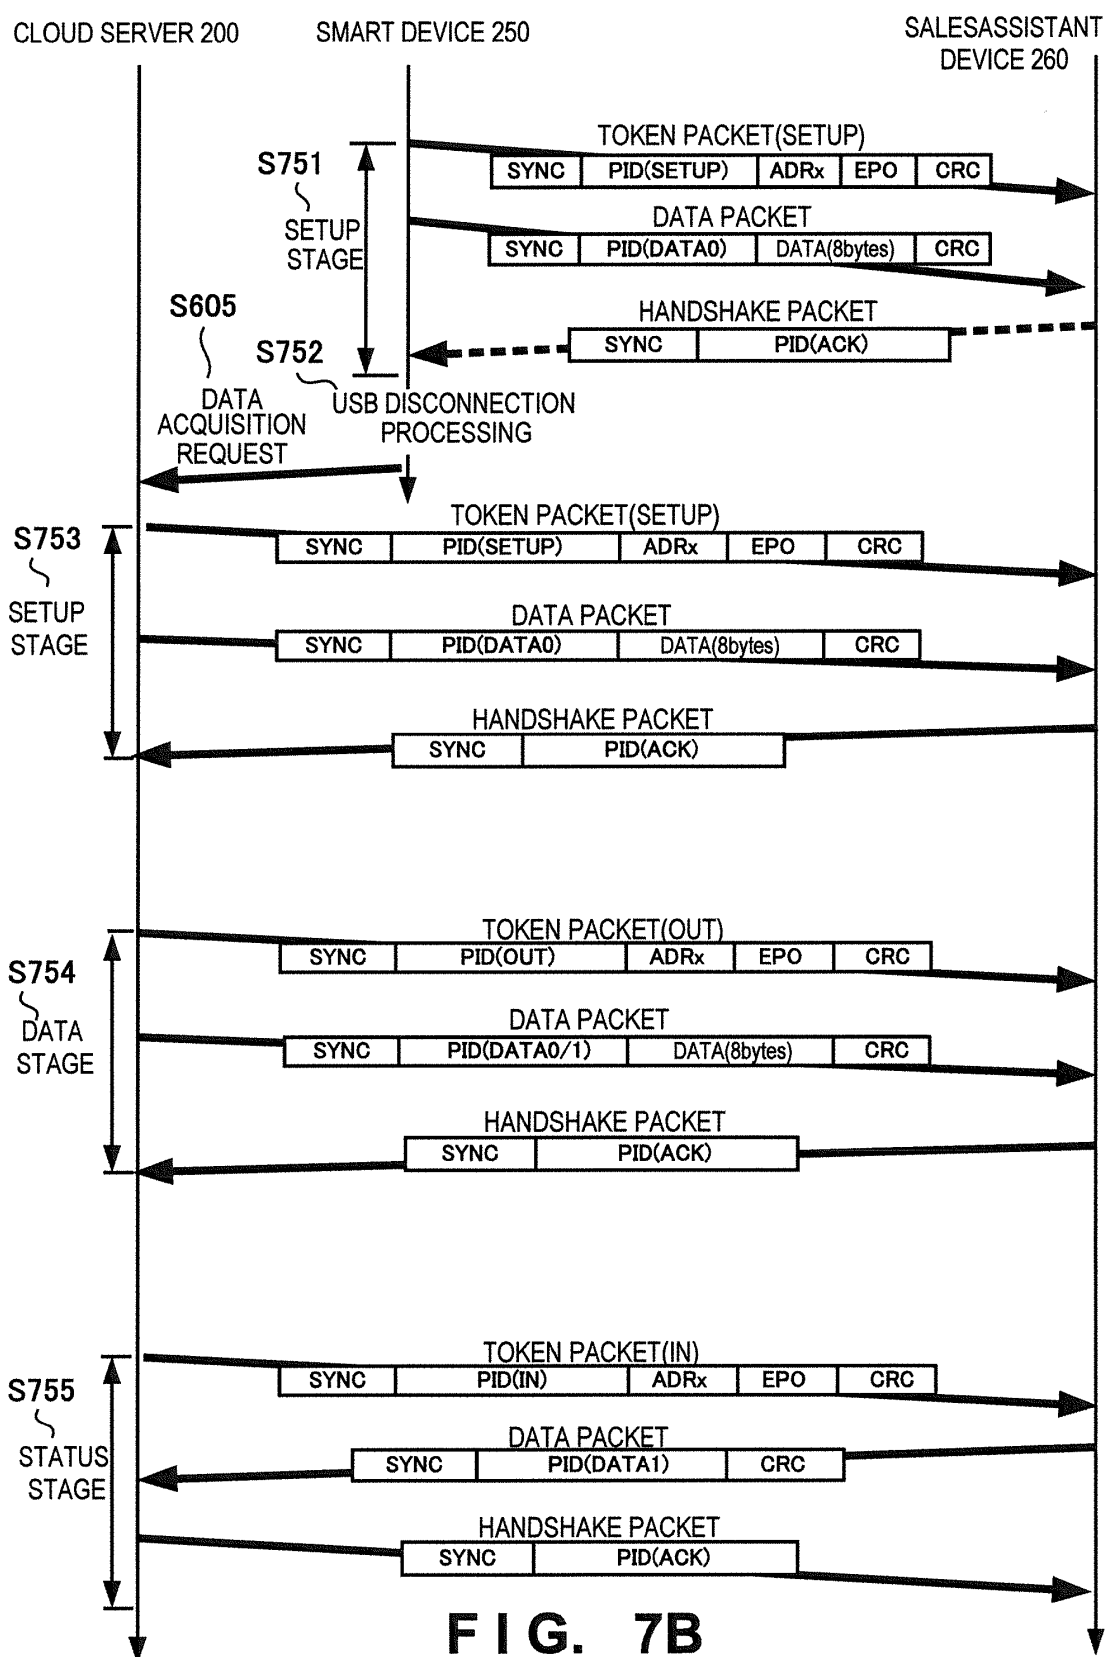 CLOUD SERVER 200 SMART DEVICE 250 SALESASSISTANT
DEVICE 260
TOKEN PACKET(SETUP)
S751
SYNC PID(SETUP) ADRx EPO CRC
SETUP
STAGE
DATA PACKET
SYNC PID(DATA0) DATA(8bytes) CRC
S605
HANDSHAKE PACKET
S752
SYNC PID(ACK)
DATA
ACQUISITION
REQUEST
USB DISCONNECTION
PROCESSING
TOKEN PACKET(SETUP)
S753
SYNC PID(SETUP) ADRx EPO CRC
SETUP
STAGE
DATA PACKET
SYNC PID(DATA0) DATA(8bytes) CRC
HANDSHAKE PACKET
SYNC PID(ACK)
TOKEN PACKET(OUT)
SYNC PID(OUT) ADRx EPO CRC
S754
DATA
STAGE
DATA PACKET
SYNC PID(DATA0/1) DATA(8bytes) CRC
HANDSHAKE PACKET
SYNC PID(ACK)
TOKEN PACKET(IN)
SYNC PID(IN) ADRx EPO CRC
S755
STATUS
STAGE
DATA PACKET
SYNC PID(DATA1) CRC
HANDSHAKE PACKET
SYNC PID(ACK)
FIG. 7B